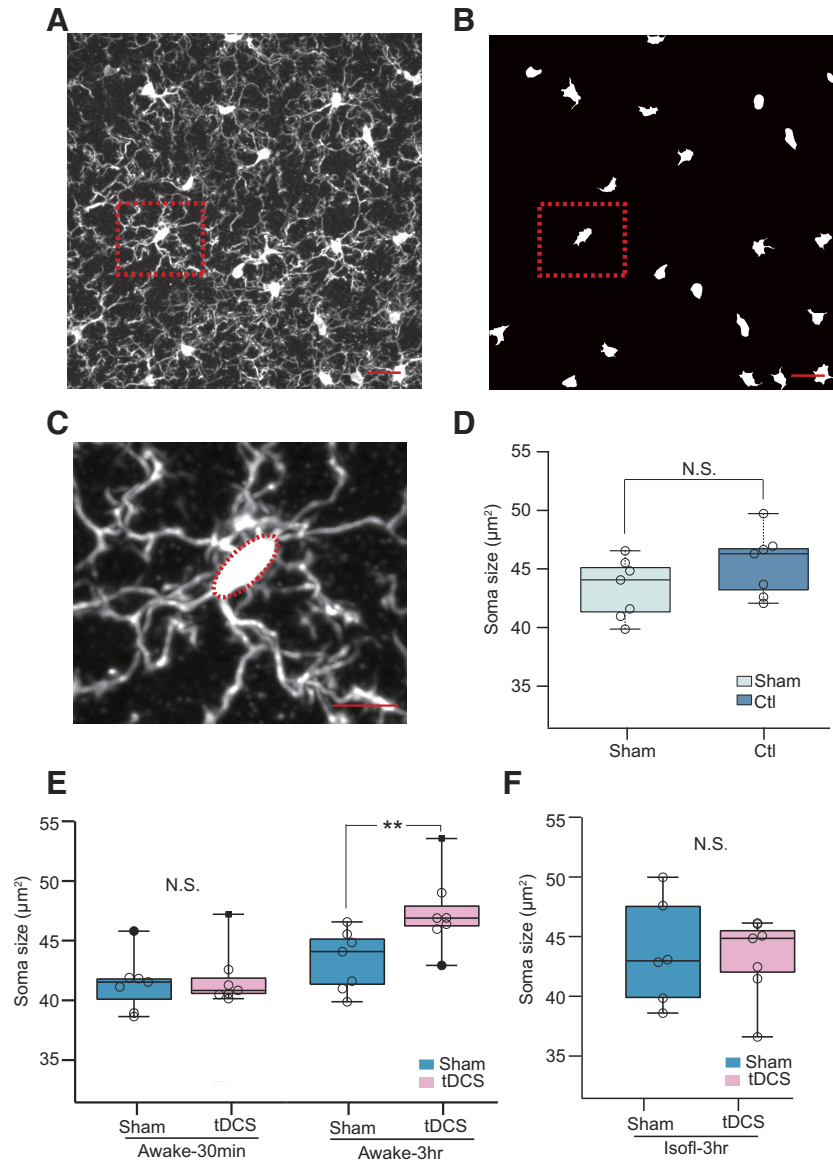 A
B
C
D
55
50
45
40
35
Soma size (µm²)
N.S.
Sham
Ctl
Sham
Ctl
E
55
50
45
40
35
Soma size (µm²)
N.S.
**
Sham
tDCS
Sham
tDCS
Sham
tDCS
Awake-30min
Awake-3hr
F
55
50
45
40
35
Soma size (µm²)
N.S.
Sham
tDCS
Sham
tDCS
Isofl-3hr